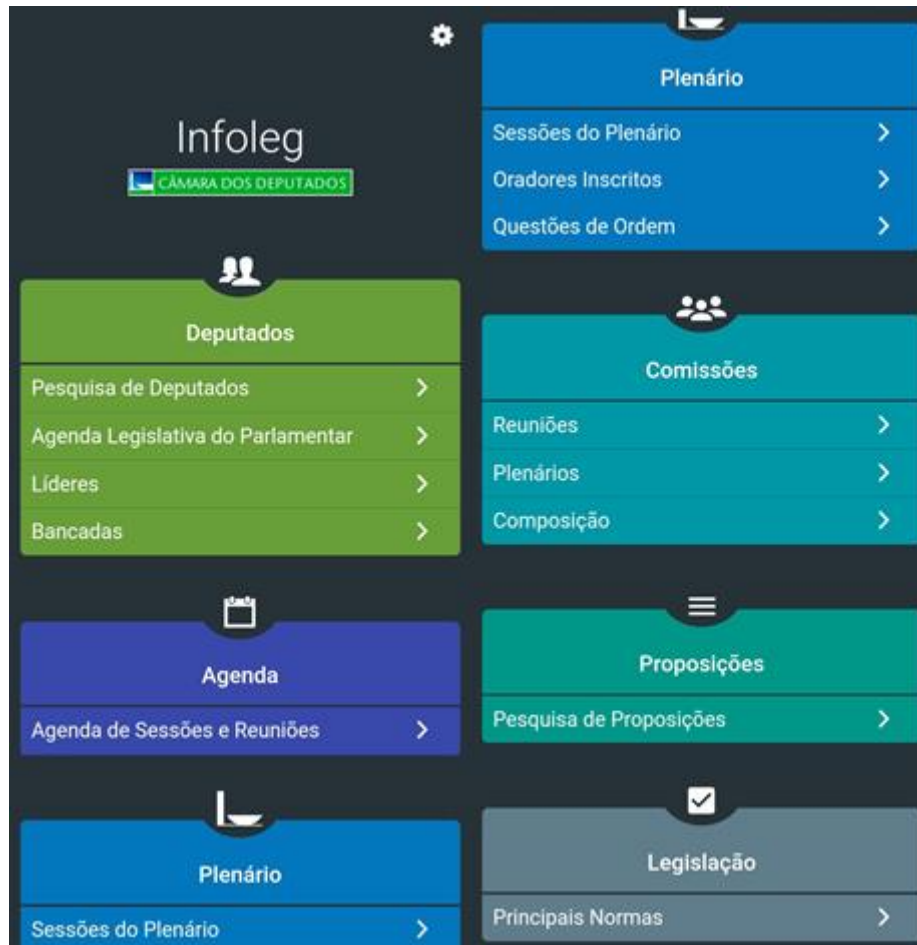 Infoleg
CÂMARA DOS DEPUTADOS
Deputados
Pesquisa de Deputados
Agenda Legislativa do Parlamentar
Líderes
Bancadas
Agenda
Agenda de Sessões e Reuniões
Plenário
Sessões do Plenário
Plenário
Sessões do Plenário
Oradores Inscritos
Questões de Ordem
Comissões
Reuniões
Plenários
Composição
Proposições
Pesquisa de Proposições
Legislação
Principais Normas